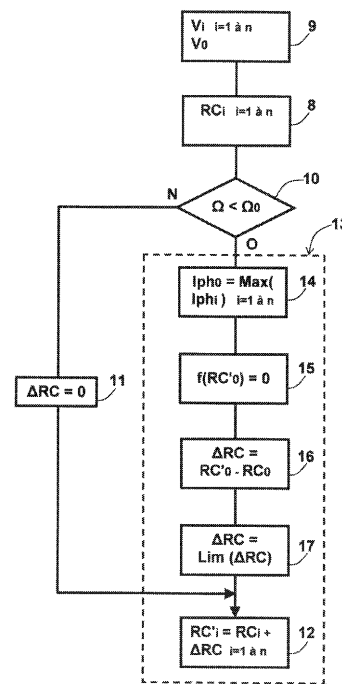 Vi i=1 à n
V0
9
RCi i=1 à n
8
Ω < Ω0
10
N
O
13
Iph0 = Max(
Iphi ) i=1 à n
14
f(RC'0) = 0
15
ΔRC = 0
11
ΔRC =
RC'0 - RC0
16
ΔRC =
Lim (ΔRC)
17
RC'i = RCi +
ΔRC i=1 à n
12